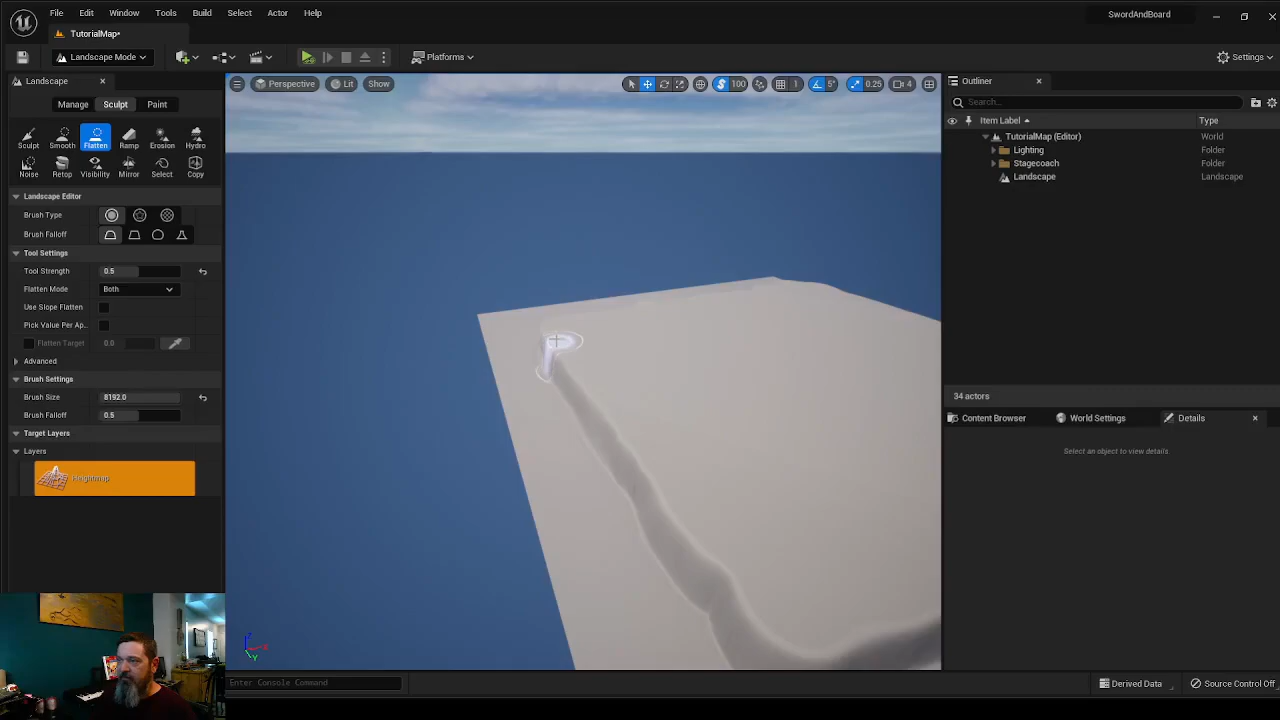 File Edit Window Tools Build Select Actor Help
SwordAndBoard
TutorialMap*
Landscape Mode
Platforms
Settings
Landscape
Manage Sculpt Paint
Sculpt Smooth Flatten Ramp Erosion Hydro
Noise Retop Visibility Mirror Select Copy
Landscape Editor
Brush Type
Brush Falloff
Tool Settings
Tool Strength 0.5
Flatten Mode Both
Use Slope Flatten
Pick Value Per Ap..
Flatten Target 0.0
Advanced
Brush Settings
Brush Size 8192.0
Brush Falloff 0.5
Target Layers
Layers
Heightmap
Perspective Lit Show
100 1 5° 0.25 4
X
Y
Z
Enter Console Command
Outliner
Search...
Item Label Type
TutorialMap (Editor) World
Lighting Folder
Stagecoach Folder
Landscape Landscape
34 actors
Content Browser World Settings Details
Select an object to view details
Derived Data Source Control Off